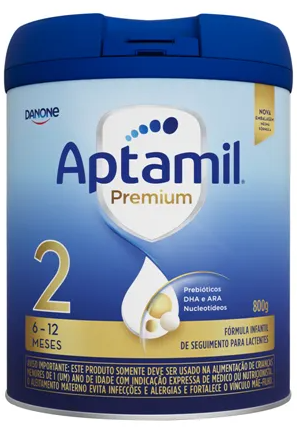 DANONE
NOVA
EMBALAGEM
MESMA
FÓRMULA
Aptamil
Premium
2
6 - 12
MESES
Prebióticos
DHA e ARA
Nucleotídeos
800g
FÓRMULA INFANTIL
DE SEGUIMENTO PARA LACTENTES
AVISO IMPORTANTE: ESTE PRODUTO SOMENTE DEVE SER USADO NA ALIMENTAÇÃO DE CRIANÇAS
MENORES DE 1 (UM) ANO DE IDADE COM INDICAÇÃO EXPRESSA DE MÉDICO OU NUTRICIONISTA.
O ALEITAMENTO MATERNO EVITA INFECÇÕES E ALERGIAS E FORTALECE O VÍNCULO MÃE-FILHO.